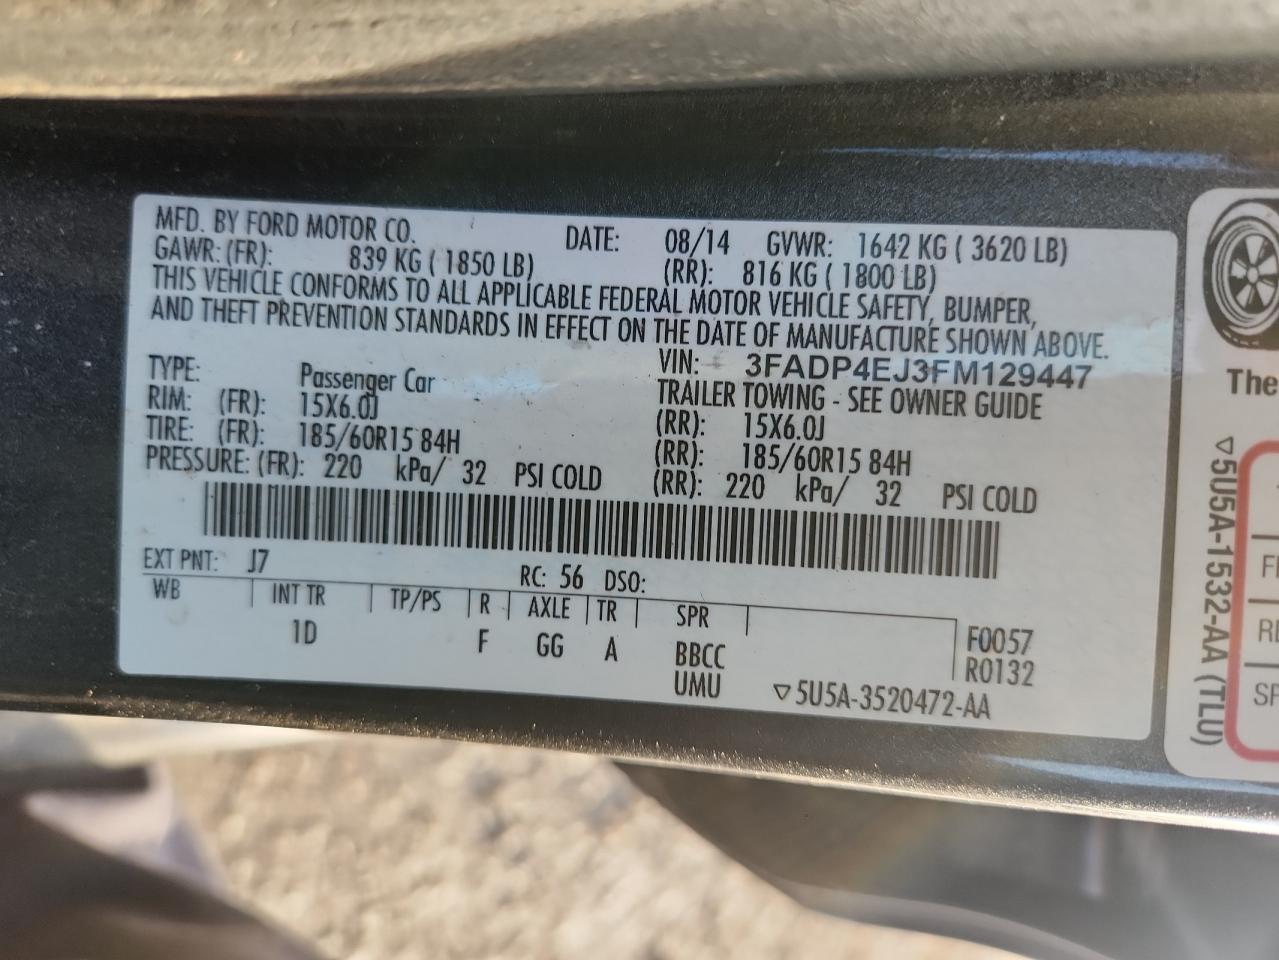 MFD. BY FORD MOTOR CO.
DATE: 08/14 GVWR: 1642 KG ( 3620 LB)
GAWR: (FR): 839 KG ( 1850 LB) (RR): 816 KG ( 1800 LB)
THIS VEHICLE CONFORMS TO ALL APPLICABLE FEDERAL MOTOR VEHICLE SAFETY, BUMPER,
AND THEFT PREVENTION STANDARDS IN EFFECT ON THE DATE OF MANUFACTURE SHOWN ABOVE.
VIN: 3FADP4EJ3FM129447
TYPE: Passenger Car TRAILER TOWING - SEE OWNER GUIDE
RIM: (FR): 15X6.0J (RR): 15X6.0J
TIRE: (FR): 185/60R15 84H (RR): 185/60R15 84H
PRESSURE: (FR): 220 kPa/ 32 PSI COLD (RR): 220 kPa/ 32 PSI COLD
EXT PNT: J7 RC: 56 DSO:
WB INT TR TP/PS R AXLE TR SPR
1D F GG A BBCC
UMU
F0057
R0132
▽5U5A-3520472-AA
The
▽5U5A-1532-AA (TLU)